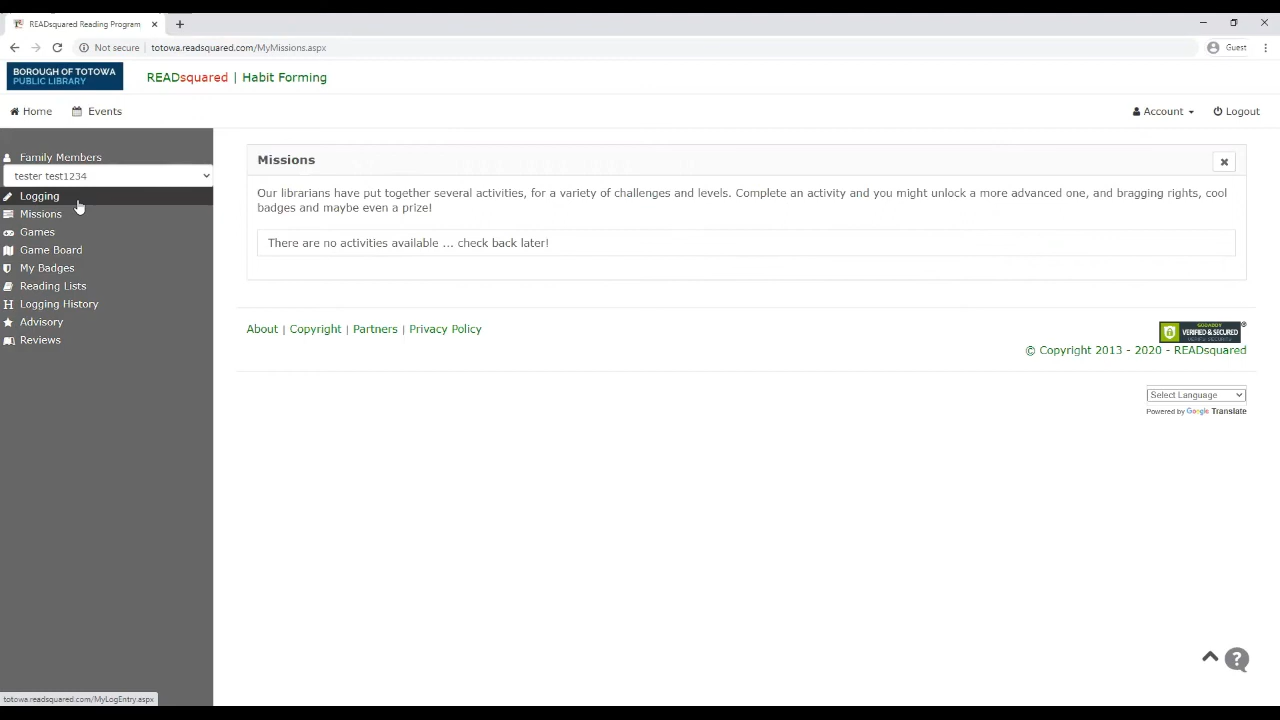 READsquared Reading Program
Not secure | totowa.readsquared.com/MyMissions.aspx
Guest
BOROUGH OF TOTOWA
PUBLIC LIBRARY
READsquared | Habit Forming
Home
Events
Account
Logout
Family Members
tester test1234
Logging
Missions
Games
Game Board
My Badges
Reading Lists
Logging History
Advisory
Reviews
Missions
Our librarians have put together several activities, for a variety of challenges and levels. Complete an activity and you might unlock a more advanced one, and bragging rights, cool
badges and maybe even a prize!
There are no activities available ... check back later!
About | Copyright | Partners | Privacy Policy
GODADDY
VERIFIED & SECURED
© Copyright 2013 - 2020 - READsquared
Select Language
Powered by Google Translate
totowa.readsquared.com/MyLogEntry.aspx